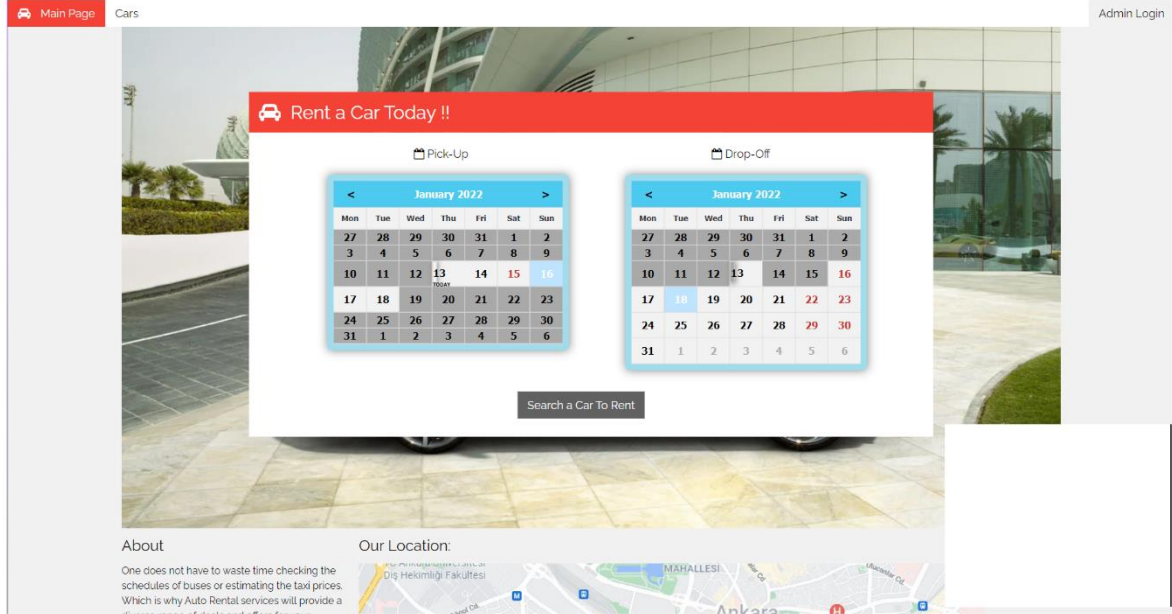 Main Page Cars Admin Login
Rent a Car Today !!
Pick-Up
< January 2022 >
Mon Tue Wed Thu Fri Sat Sun
27 28 29 30 31 1 2
3 4 5 6 7 8 9
10 11 12 13 14 15 16
TODAY
17 18 19 20 21 22 23
24 25 26 27 28 29 30
31 1 2 3 4 5 6
Drop-Off
< January 2022 >
Mon Tue Wed Thu Fri Sat Sun
27 28 29 30 31 1 2
3 4 5 6 7 8 9
10 11 12 13 14 15 16
17 18 19 20 21 22 23
24 25 26 27 28 29 30
31 1 2 3 4 5 6
Search a Car To Rent
About
One does not have to waste time checking the
schedules of buses or estimating the taxi prices.
Which is why Auto Rental services will provide a
Our Location:
Diş Hekimliği Fakültesi
MAHALLESİ
Ulucanlar Cd.
M
Ankara
H